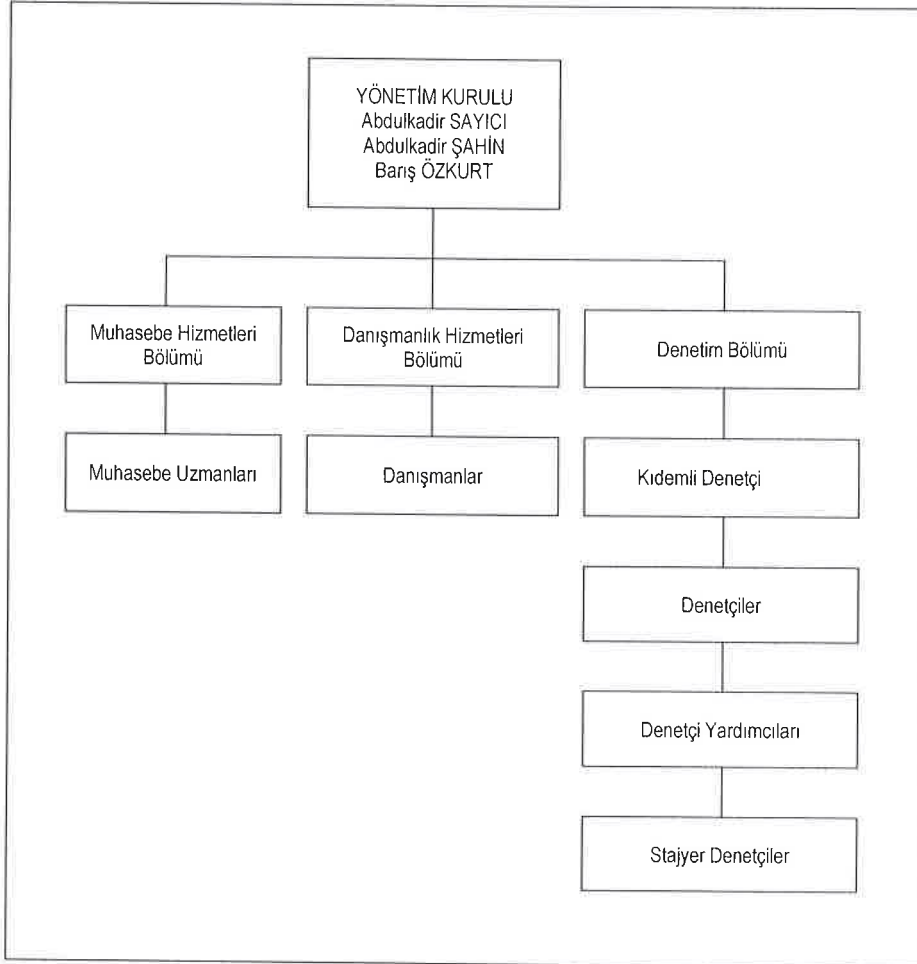 YÖNETİM KURULU
Abdulkadir SAYICI
Abdulkadir ŞAHİN
Barış ÖZKURT
Muhasebe Hizmetleri
Bölümü
Danışmanlık Hizmetleri
Bölümü
Denetim Bölümü
Muhasebe Uzmanları
Danışmanlar
Kıdemli Denetçi
Denetçiler
Denetçi Yardımcıları
Stajyer Denetçiler